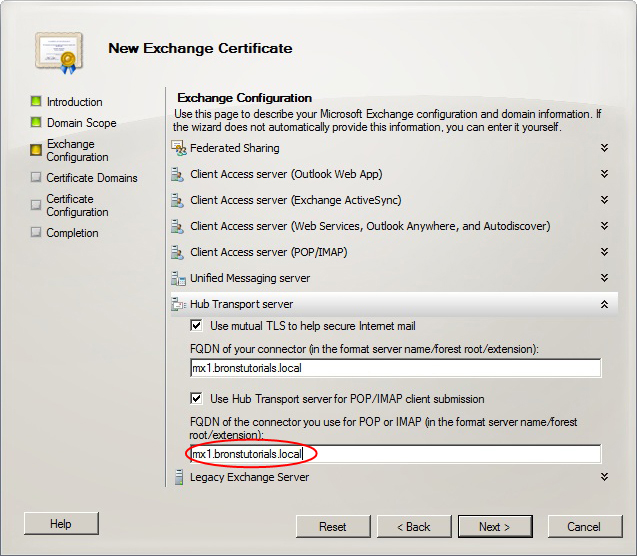 New Exchange Certificate
Introduction
Domain Scope
Exchange
Configuration
Certificate Domains
Certificate
Configuration
Completion
Exchange Configuration
Use this page to describe your Microsoft Exchange configuration and domain information. If
the wizard does not automatically provide this information, you can enter it yourself.
Federated Sharing
Client Access server (Outlook Web App)
Client Access server (Exchange ActiveSync)
Client Access server (Web Services, Outlook Anywhere, and Autodiscover)
Client Access server (POP/IMAP)
Unified Messaging server
Hub Transport server
Use mutual TLS to help secure Internet mail
FQDN of your connector (in the format server name/forest root/extension):
mx1.bronstutorials.local
Use Hub Transport server for POP/IMAP client submission
FQDN of the connector you use for POP or IMAP (in the format server name/forest
root/extension):
mx1.bronstutorials.local
Legacy Exchange Server
Help
Reset
< Back
Next >
Cancel